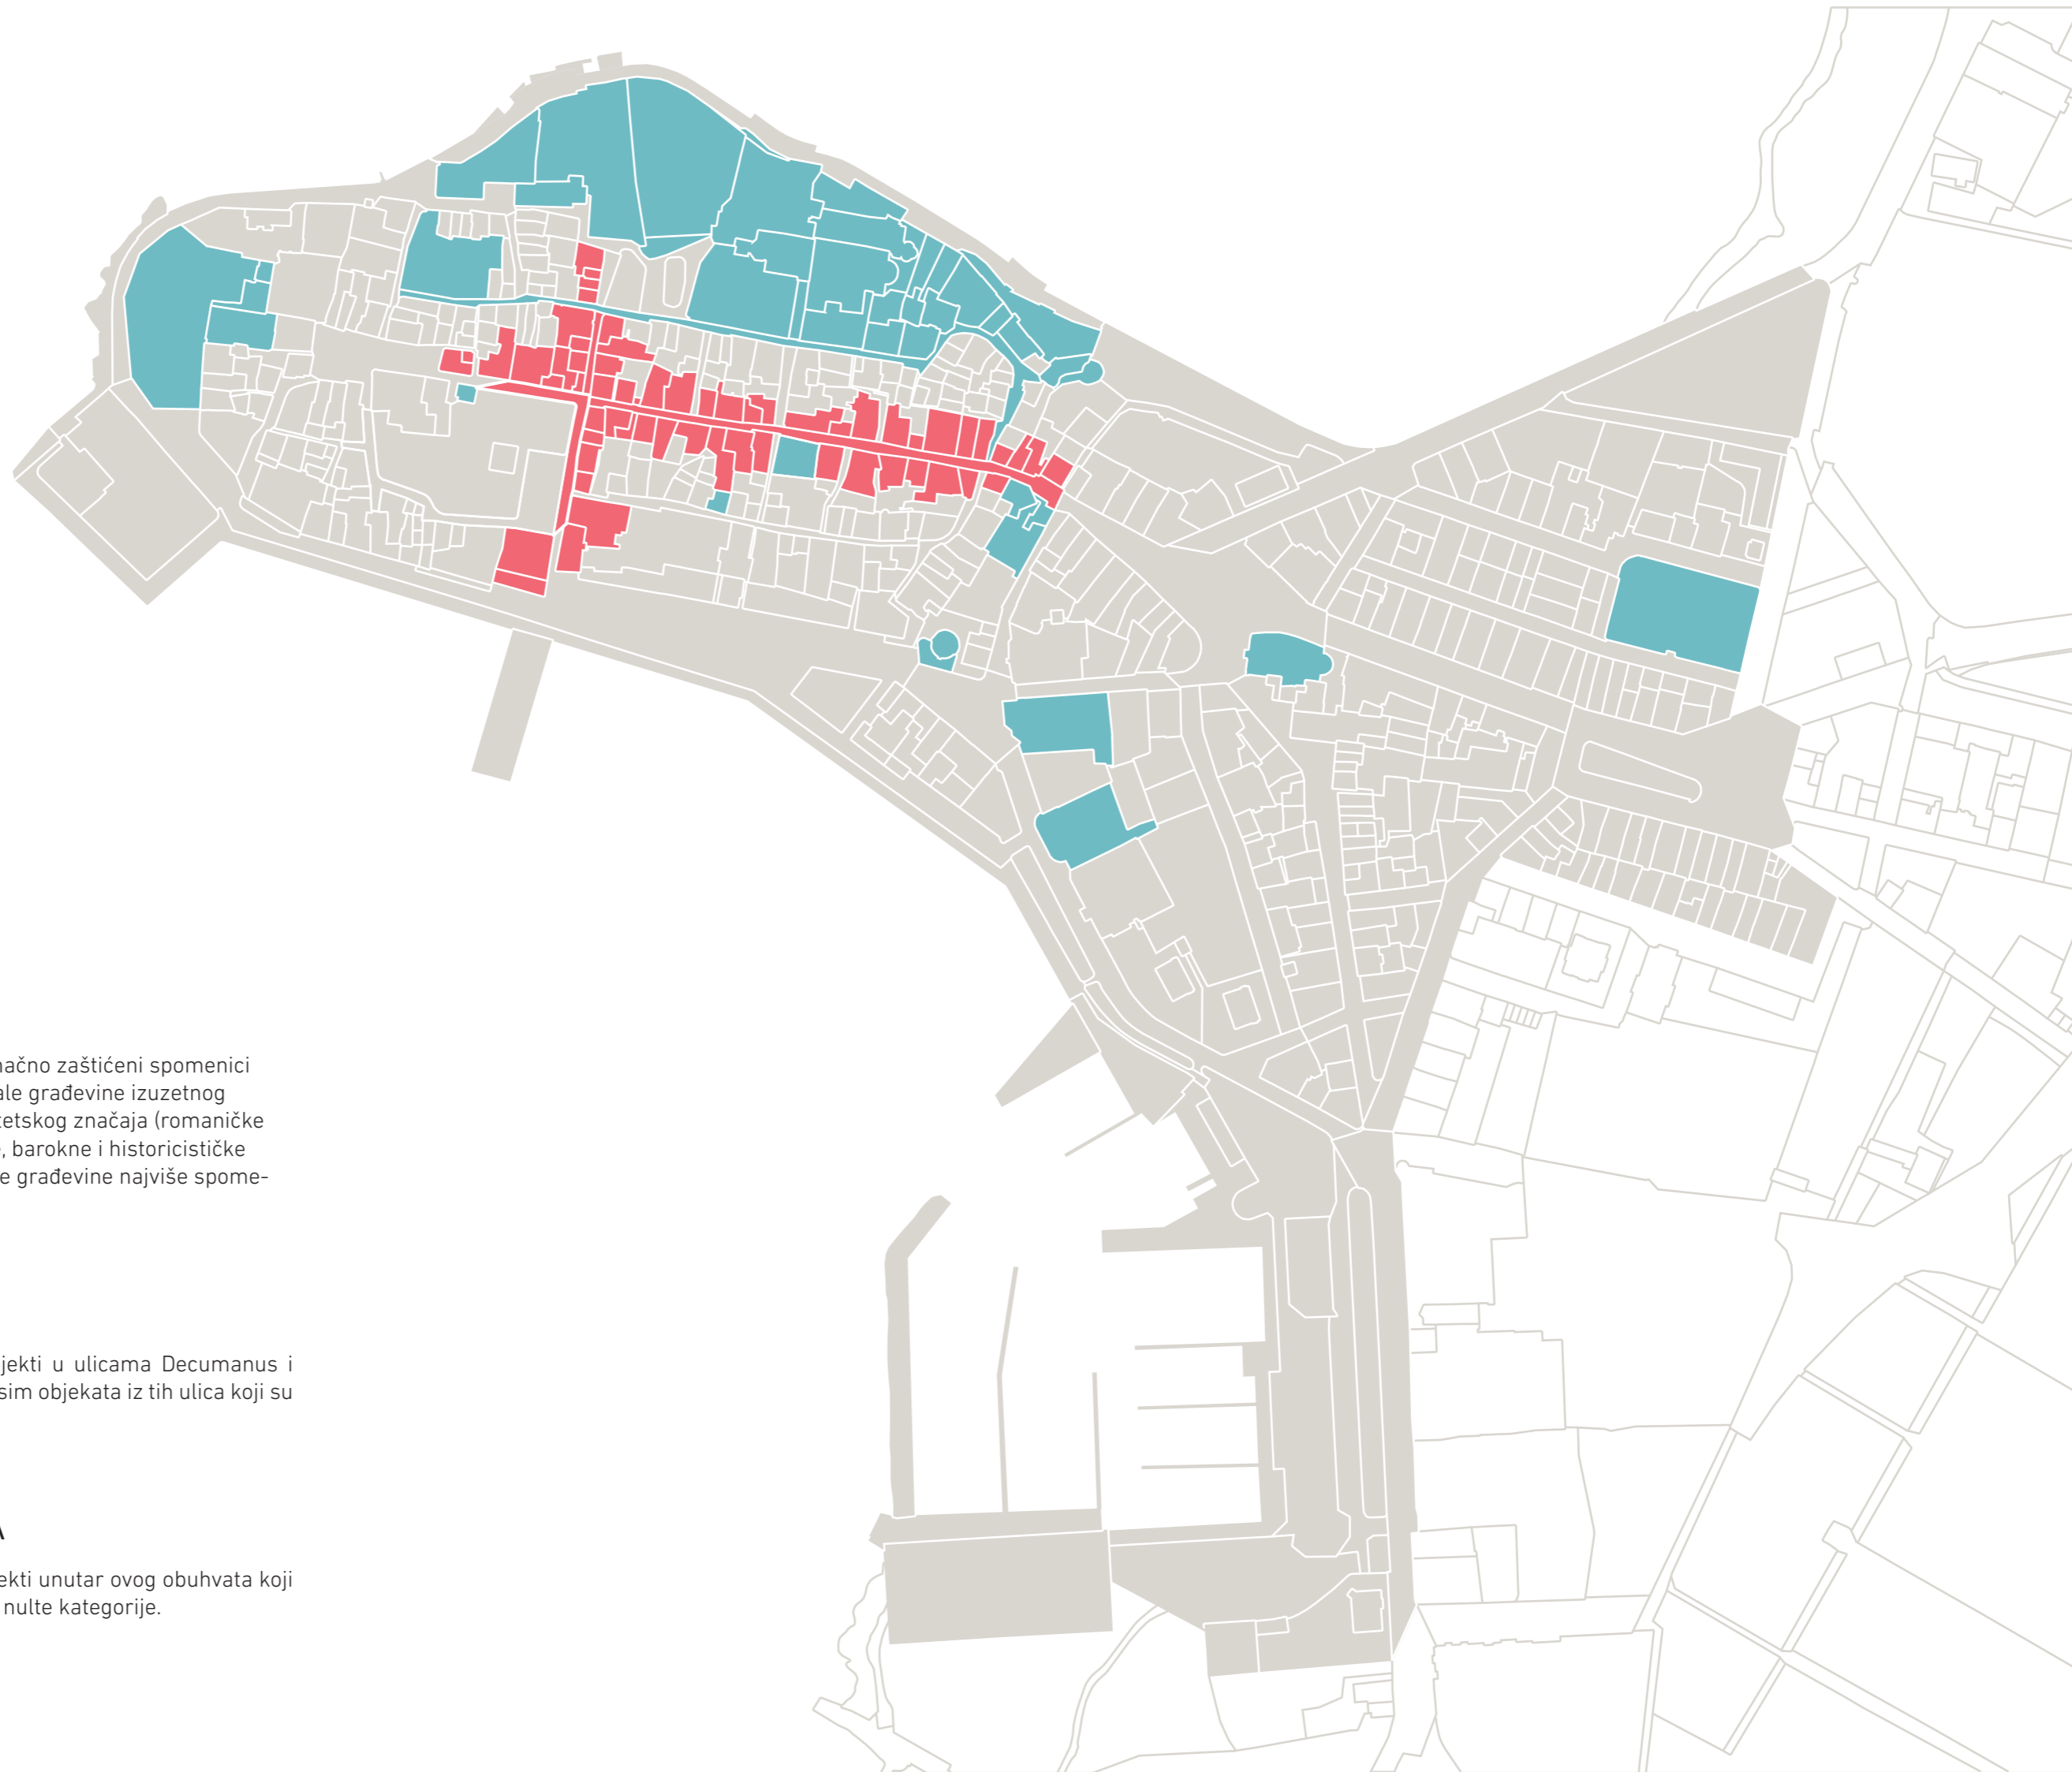 načno zaštićeni spomenici
ale građevine izuzetnog
tetskog značaja (romaničke
, barokne i historicističke
e građevine najviše spome-
jekti u ulicama Decumanus i
sim objekata iz tih ulica koji su
A
ekti unutar ovog obuhvata koji
nulte kategorije.